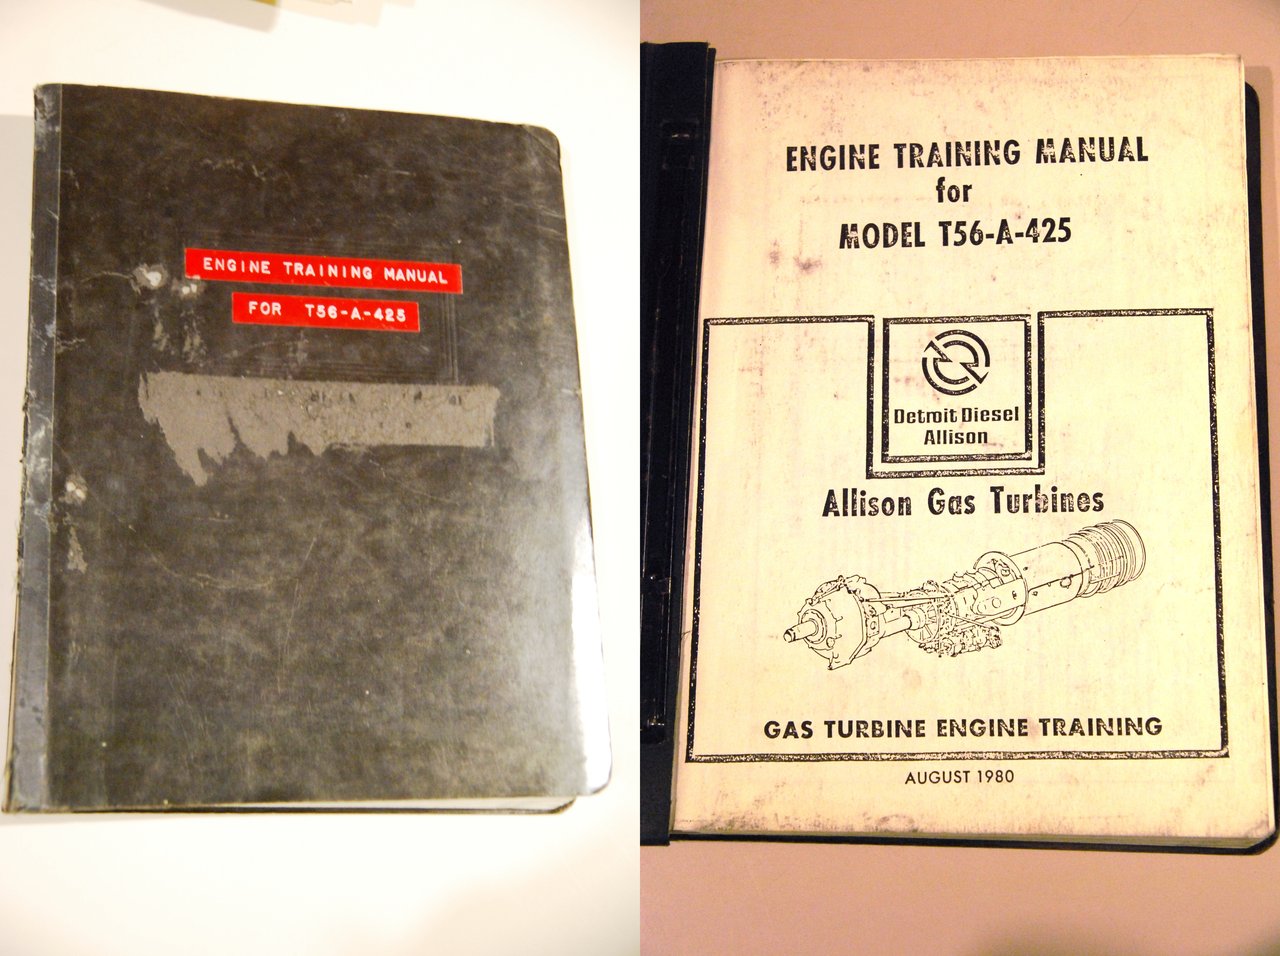 ENGINE TRAINING MANUAL
FOR T56-A-425
ENGINE TRAINING MANUAL
for
MODEL T56-A-425
Detroit Diesel
Allison
Allison Gas Turbines
GAS TURBINE ENGINE TRAINING
AUGUST 1980